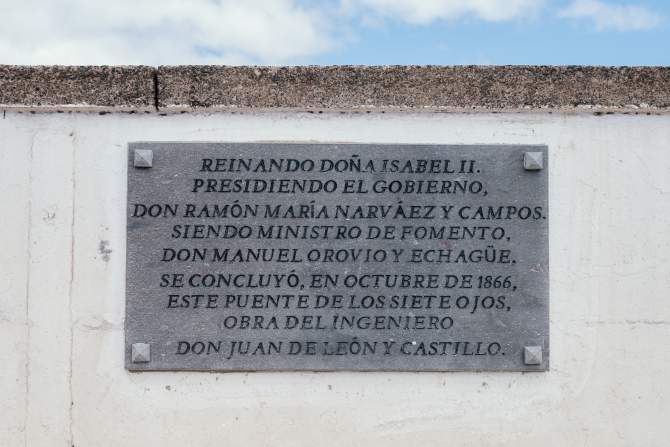 REINANDO DOÑA ISABEL II.
PRESIDIENDO EL GOBIERNO,
DON RAMÓN MARÍA NARVÁEZ Y CAMPOS.
SIENDO MINISTRO DE FOMENTO,
DON MANUEL OROVIO Y ECHAGÜE.
SE CONCLUYÓ, EN OCTUBRE DE 1866,
ESTE PUENTE DE LOS SIETE OJOS,
OBRA DEL INGENIERO
DON JUAN DE LEÓN Y CASTILLO.